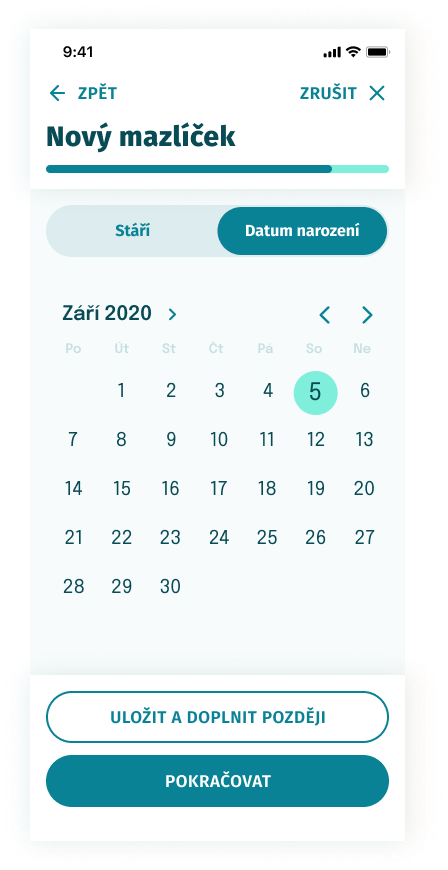 9:41
ZPĚT ZRUŠIT
Nový mazlíček
Stáří Datum narození
Září 2020
Po Út St Čt Pá So Ne
1 2 3 4 5 6
7 8 9 10 11 12 13
14 15 16 17 18 19 20
21 22 23 24 25 26 27
28 29 30
ULOŽIT A DOPLNIT POZDĚJI
POKRAČOVAT